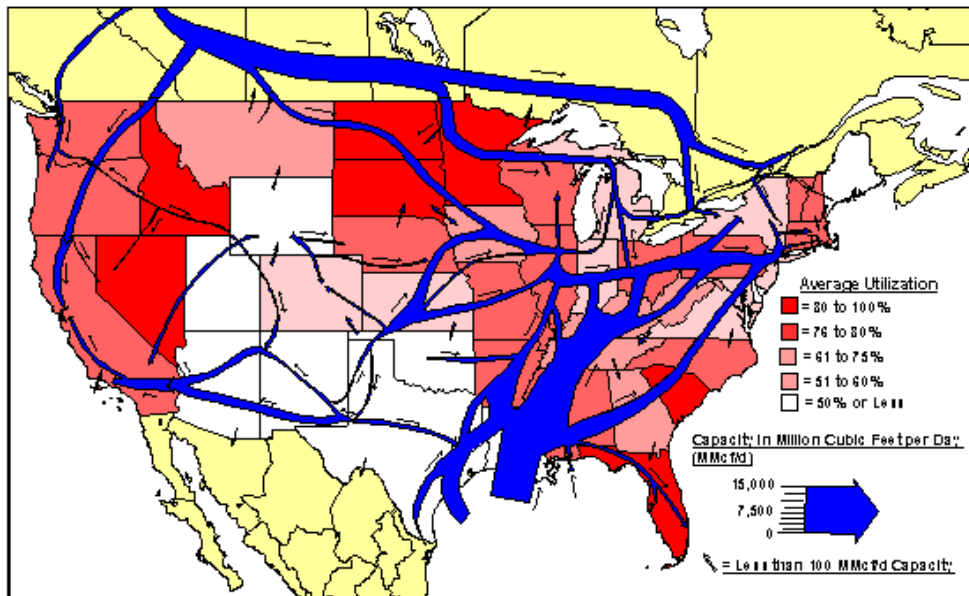 Average Utilization
= 80 to 100%
= 76 to 80%
= 61 to 75%
= 51 to 60%
= 50% or Less
Capacity in Million Cubic Feet per Day
(MMcf/d)
15,000
7,500
0
= Less than 100 MMcf/d Capacity